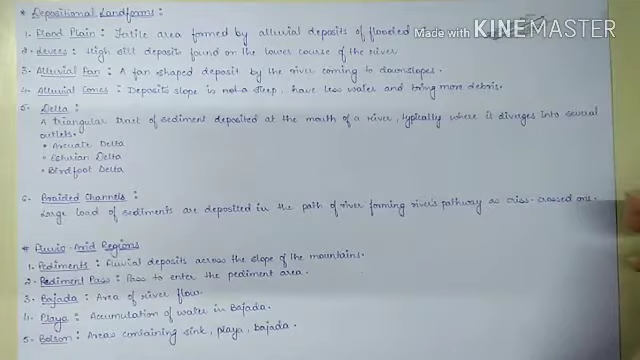 * Depositional Landforms :
1. Flood Plain : Fertile area formed by alluvial deposits of flooded river.
2. Levees : High silt deposits found on the lower course of the river
3. Alluvial Fan : A fan shaped deposit by the river coming to downslopes.
4. Alluvial Cones : Deposits slope is not a steep, have less water and bring more debris.
5. Delta :
A triangular tract of sediment deposited at the mouth of a river, typically where it diverges into several
outlets.
• Arcuate Delta
• Esturian Delta
• Birdfoot Delta
6. Braided Channels :
Large load of sediments are deposited in the path of river forming river's pathway as criss-crossed one.
* Fluvio-Arid Regions
1. Pediments : Fluvial deposits across the slope of the mountains.
2. Pediment Pass : Pass to enter the pediment area.
3. Bajada : Area of river flow.
4. Playa : Accumulation of water in Bajada.
5. Bolson : Areas containing sink, playa, bajada.
Made with KINEMASTER